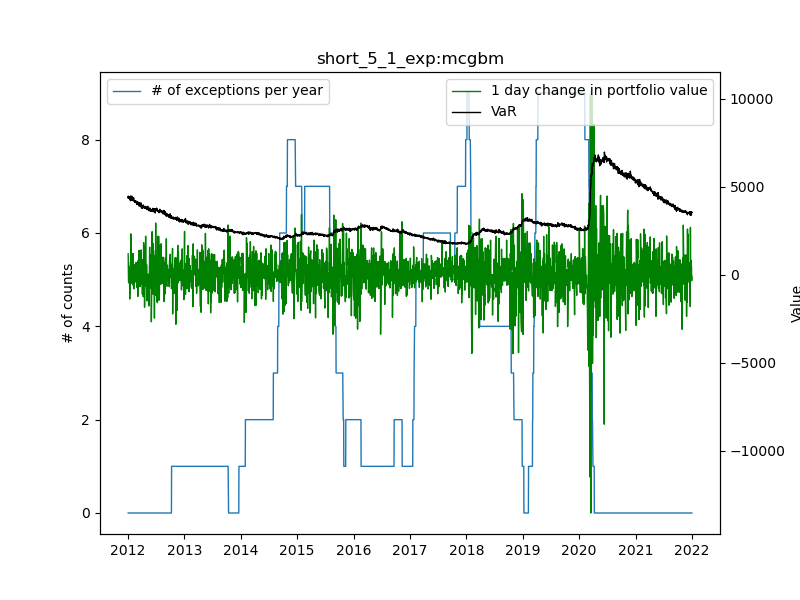 short_5_1_exp:mcgbm
# of exceptions per year
1 day change in portfolio value
VaR
# of counts
8
6
4
2
0
10000
5000
0
−5000
−10000
Value
2012 2013 2014 2015 2016 2017 2018 2019 2020 2021 2022